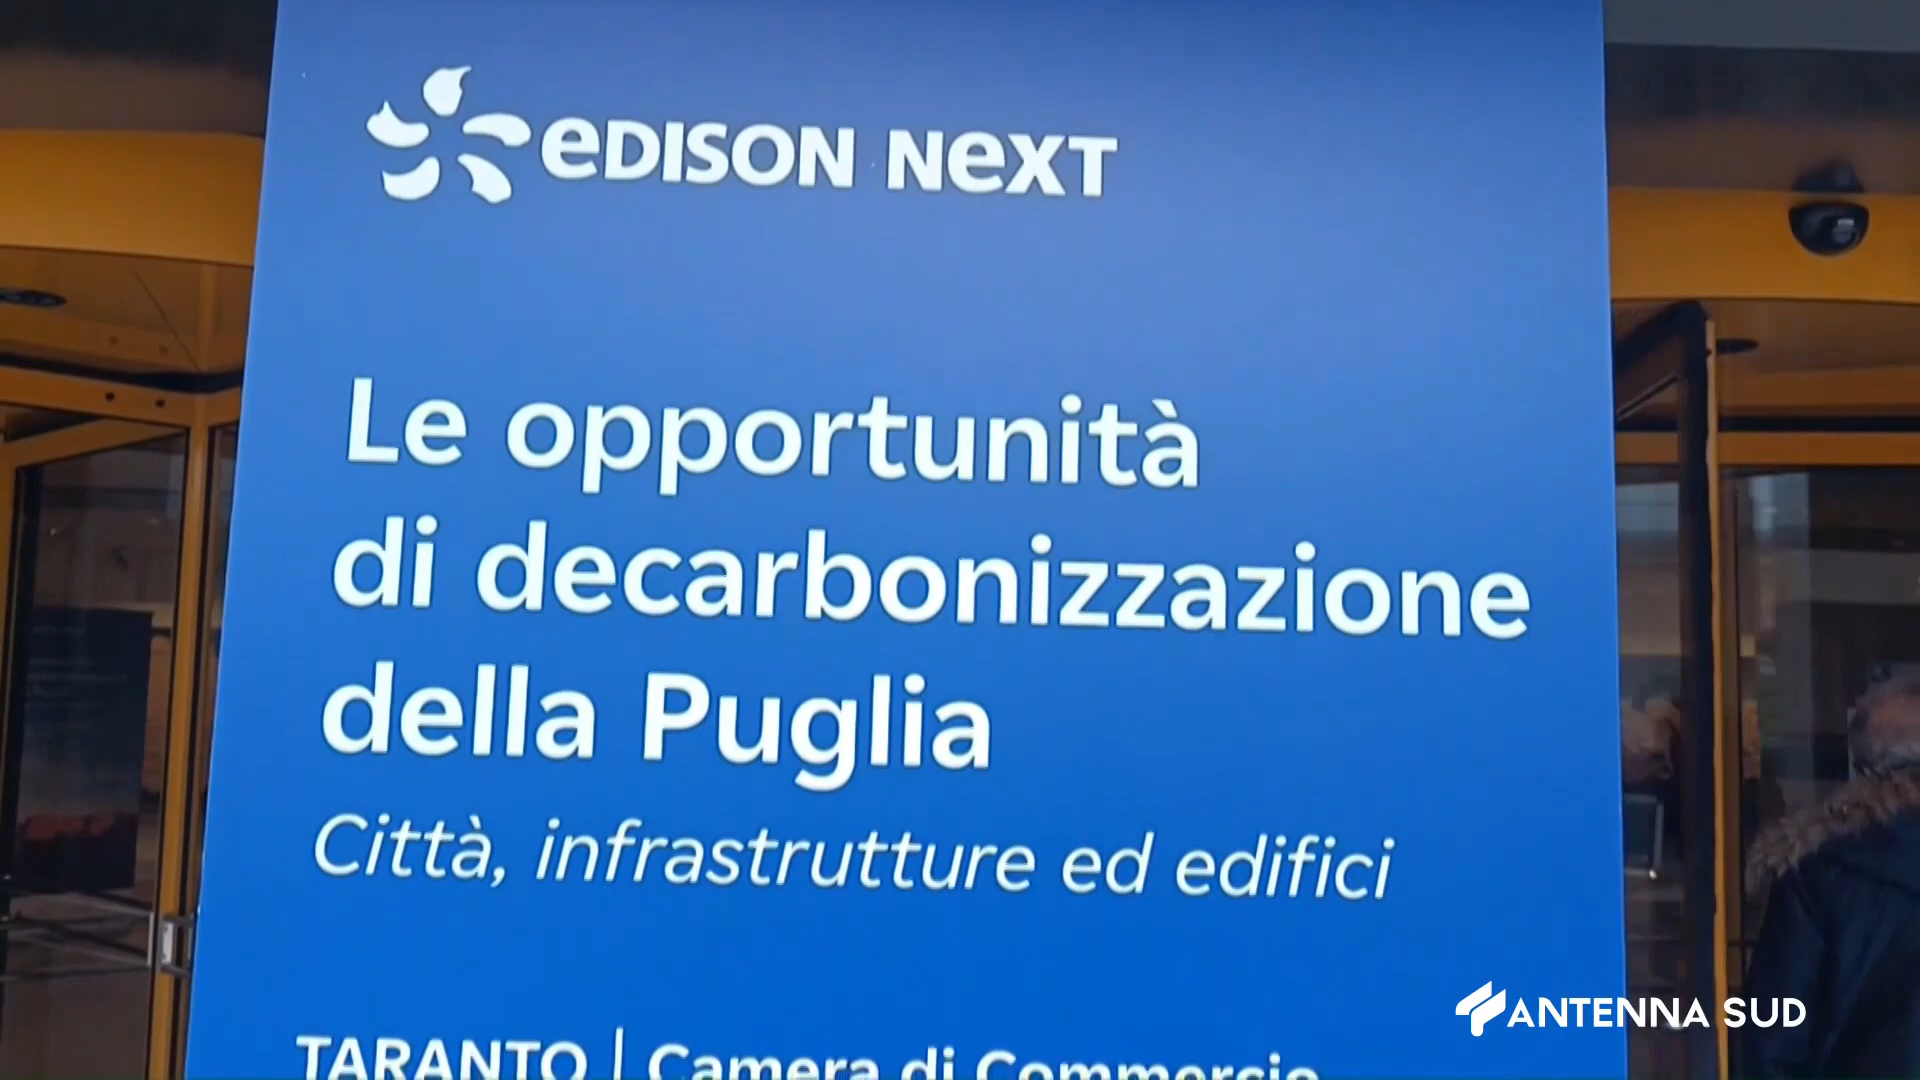 eDISON NeXT
Le opportunità
di decarbonizzazione
della Puglia
Città, infrastrutture ed edifici
TARANTO | Camera di Commercio
ANTENNA SUD